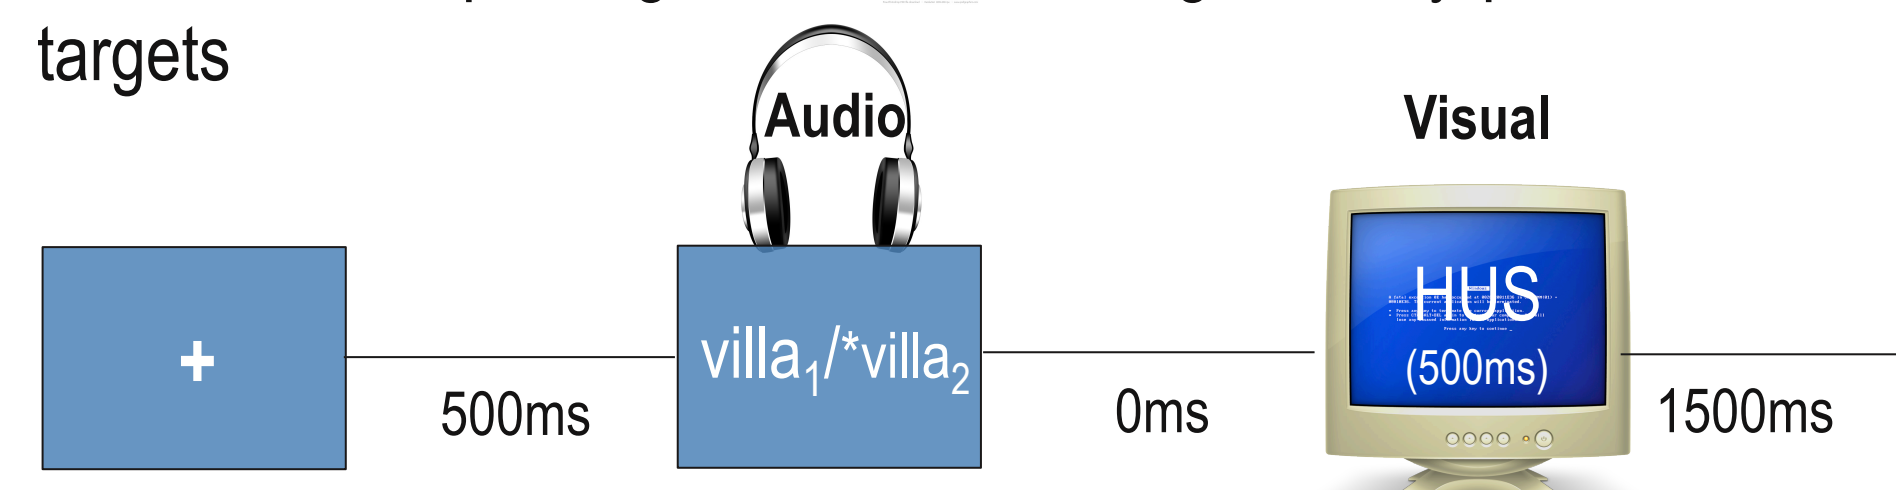 targets
Audio
Visual
+
villa1/*villa2
HUS
(500ms)
500ms
0ms
1500ms